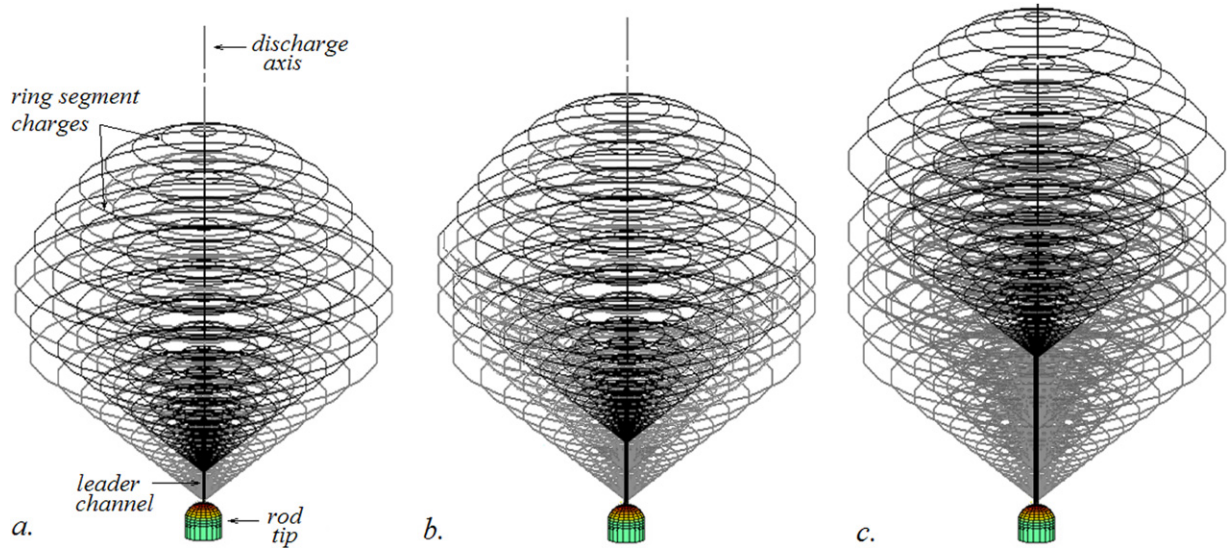 discharge
axis
ring segment
charges
leader
channel
rod
tip
a.
b.
c.